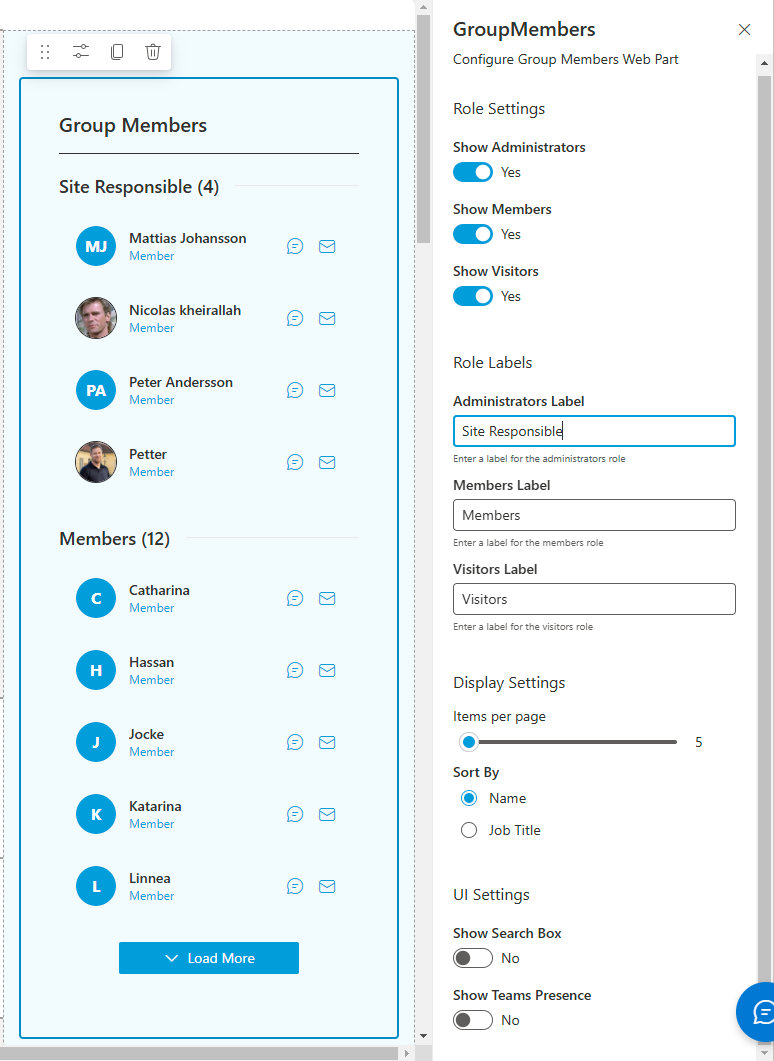 Group Members
Site Responsible (4)
MJ
Mattias Johansson
Member
Nicolas kheirallah
Member
PA
Peter Andersson
Member
Petter
Member
Members (12)
C
Catharina
Member
H
Hassan
Member
J
Jocke
Member
K
Katarina
Member
L
Linnea
Member
Load More
GroupMembers
Configure Group Members Web Part
Role Settings
Show Administrators
Yes
Show Members
Yes
Show Visitors
Yes
Role Labels
Administrators Label
Site Responsible
Enter a label for the administrators role
Members Label
Members
Enter a label for the members role
Visitors Label
Visitors
Enter a label for the visitors role
Display Settings
Items per page
5
Sort By
Name
Job Title
UI Settings
Show Search Box
No
Show Teams Presence
No